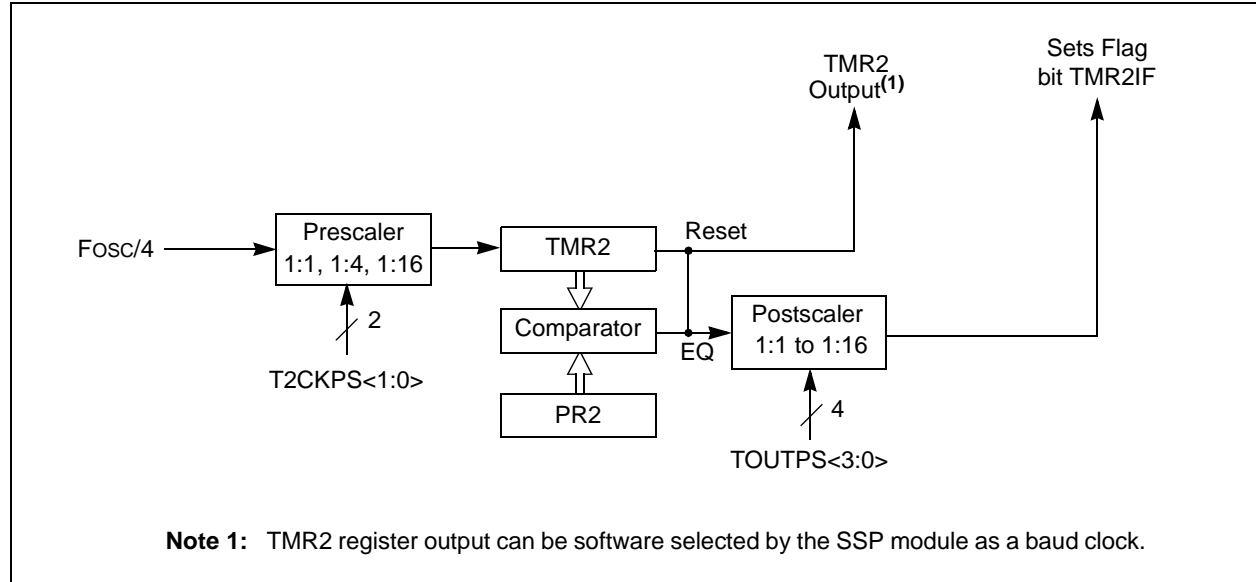 TMR2
Output(1)
Sets Flag
bit TMR2IF
Fosc/4
Prescaler
1:1, 1:4, 1:16
2
T2CKPS<1:0>
TMR2
Reset
Comparator
EQ
PR2
Postscaler
1:1 to 1:16
4
TOUTPS<3:0>
Note 1: TMR2 register output can be software selected by the SSP module as a baud clock.